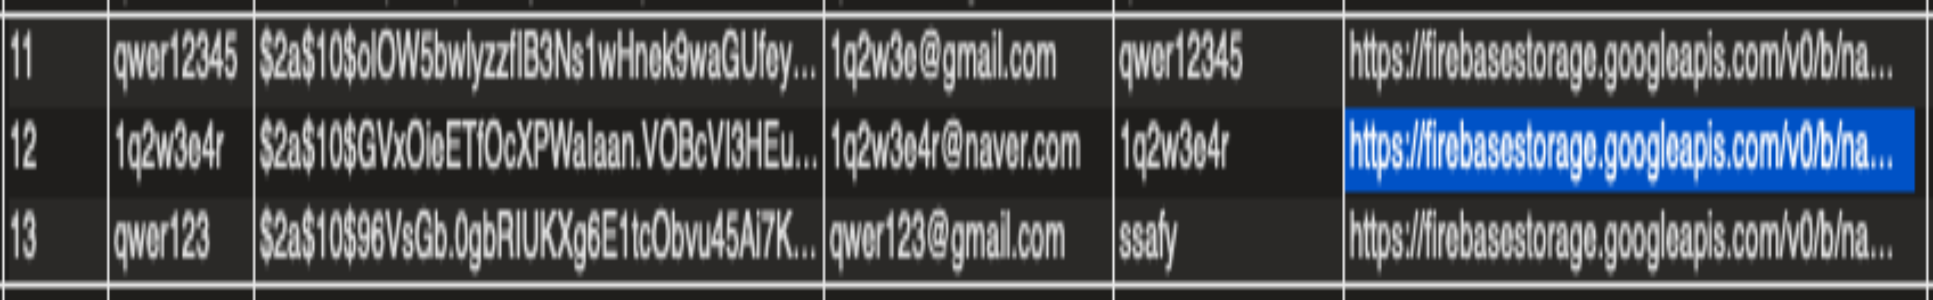 11 qwer12345 $2a$10$olOW5bwlyzzflB3Ns1wHnek9waGUfey... 1q2w3e@gmail.com qwer12345 https://firebasestorage.googleapis.com/v0/b/na...
12 1q2w3e4r $2a$10$GVxOieETfOcXPWalaan.VOBcVI3HEu... 1q2w3e4r@naver.com 1q2w3e4r https://firebasestorage.googleapis.com/v0/b/na...
13 qwer123 $2a$10$96VsGb.0gbRIUKXg6E1tcObvu45Ai7K... qwer123@gmail.com ssafy https://firebasestorage.googleapis.com/v0/b/na...